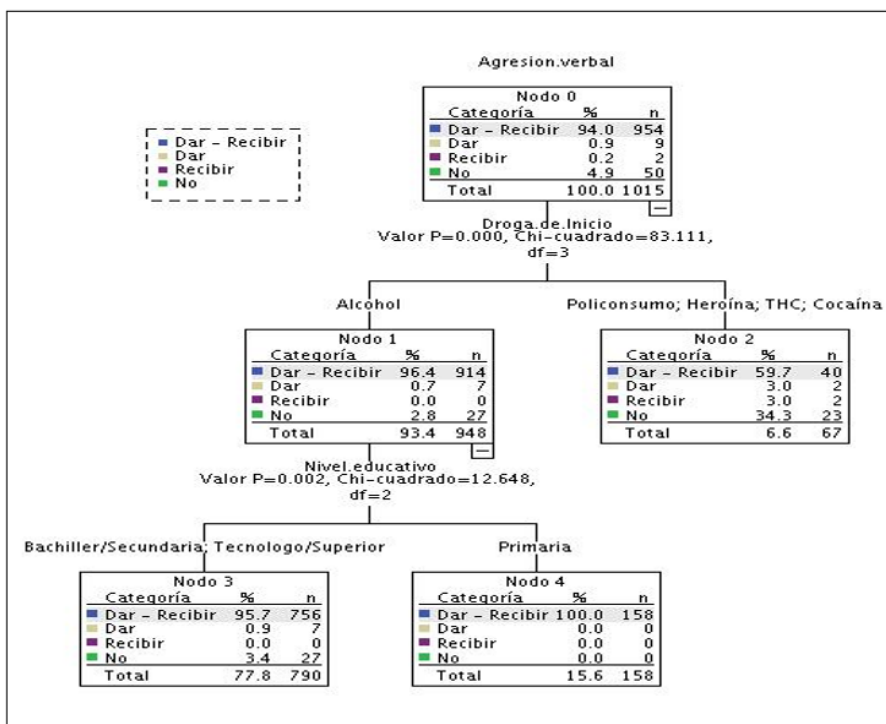 Agresion.verbal
Nodo 0
Categoría % n
Dar - Recibir 94.0 954
Dar 0.9 9
Recibir 0.2 2
No 4.9 50
Total 100.0 1015
Dar - Recibir
Dar
Recibir
No
Droga.de.Inicio
Valor P=0.000, Chi-cuadrado=83.111,
df=3
Alcohol
Policonsumo; Heroína; THC; Cocaína
Nodo 1
Categoría % n
Dar - Recibir 96.4 914
Dar 0.7 7
Recibir 0.0 0
No 2.8 27
Total 93.4 948
Nodo 2
Categoría % n
Dar - Recibir 59.7 40
Dar 3.0 2
Recibir 3.0 2
No 34.3 23
Total 6.6 67
Nivel.educativo
Valor P=0.002, Chi-cuadrado=12.648,
df=2
Bachiller/Secundaria; Tecnologo/Superior
Primaria
Nodo 3
Categoría % n
Dar - Recibir 95.7 756
Dar 0.9 7
Recibir 0.0 0
No 3.4 27
Total 77.8 790
Nodo 4
Categoría % n
Dar - Recibir 100.0 158
Dar 0.0 0
Recibir 0.0 0
No 0.0 0
Total 15.6 158